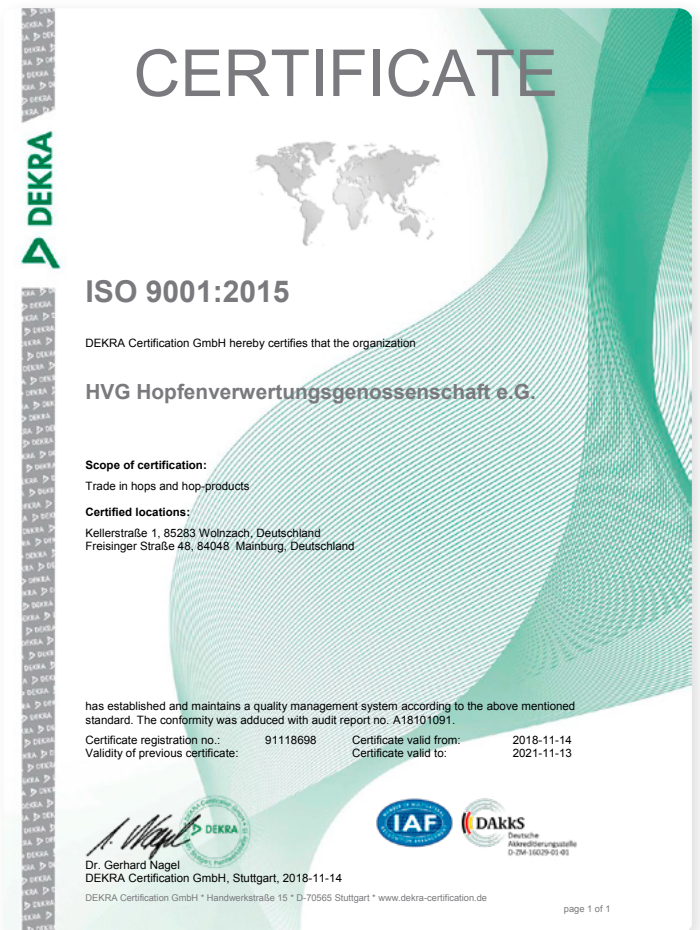 CERTIFICATE
DEKRA
ISO 9001:2015
DEKRA Certification GmbH hereby certifies that the organization
HVG Hopfenverwertungsgenossenschaft e.G.
Scope of certification:
Trade in hops and hop-products
Certified locations:
Kellerstraße 1, 85283 Wolnzach, Deutschland
Freisinger Straße 48, 84048 Mainburg, Deutschland
has established and maintains a quality management system according to the above mentioned
standard. The conformity was adduced with audit report no. A18101091.
Certificate registration no.: 91118698 Certificate valid from: 2018-11-14
Validity of previous certificate: Certificate valid to: 2021-11-13
DEKRA
IAF
DAkkS
Deutsche
Akkreditierungsstelle
D-ZM-16029-01-01
Dr. Gerhard Nagel
DEKRA Certification GmbH, Stuttgart, 2018-11-14
DEKRA Certification GmbH * Handwerkstraße 15 * D-70565 Stuttgart * www.dekra-certification.de
page 1 of 1